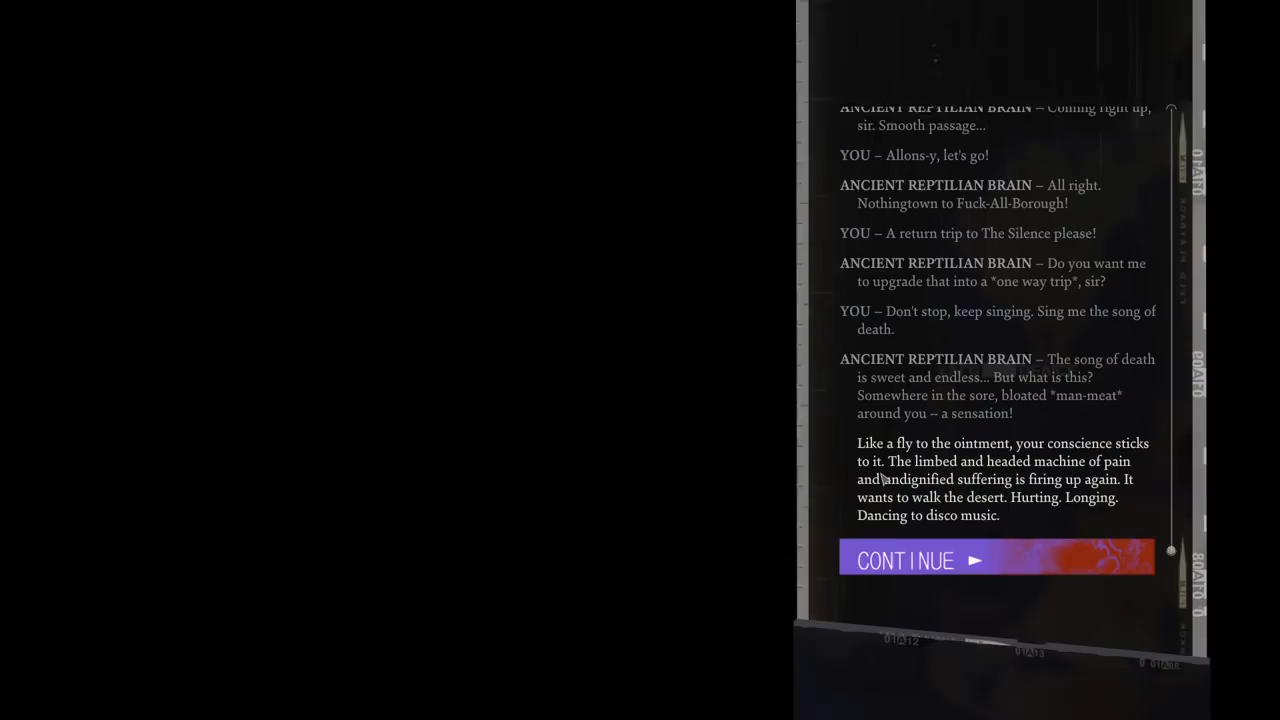 ANCIENT REPTILIAN BRAIN – Coming right up,
sir. Smooth passage...
YOU – Allons-y, let's go!
ANCIENT REPTILIAN BRAIN – All right.
Nothingtown to Fuck-All-Borough!
YOU – A return trip to The Silence please!
ANCIENT REPTILIAN BRAIN – Do you want me
to upgrade that into a *one way trip*, sir?
YOU – Don't stop, keep singing. Sing me the song of
death.
ANCIENT REPTILIAN BRAIN – The song of death
is sweet and endless... But what is this?
Somewhere in the sore, bloated *man-meat*
around you -- a sensation!
Like a fly to the ointment, your conscience sticks
to it. The limbed and headed machine of pain
and undignified suffering is firing up again. It
wants to walk the desert. Hurting. Longing.
Dancing to disco music.
CONTINUE ►